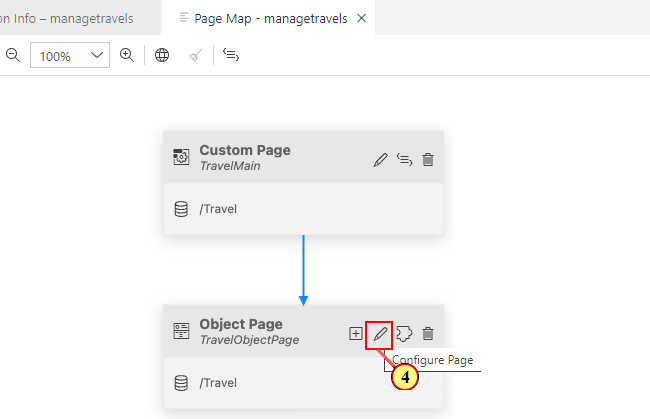 on Info – managetravels
Page Map - managetravels
100%
Custom Page
TravelMain
/Travel
Object Page
TravelObjectPage
Configure Page
/Travel
4